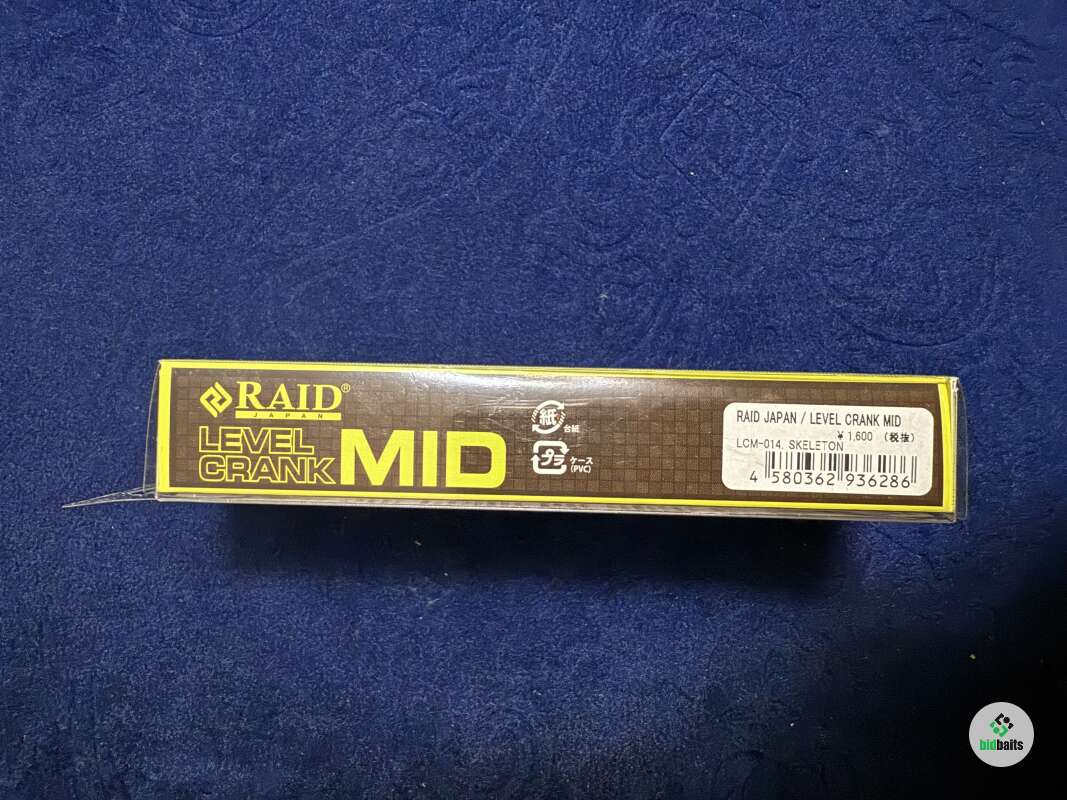 RAID®
JAPAN
LEVEL
CRANK
MID
紙
台紙
プラ
ケース
(PVC)
RAID JAPAN / LEVEL CRANK MID
¥ 1,600 (税抜)
LCM-014. SKELETON
4 580362 936286
bidbaits